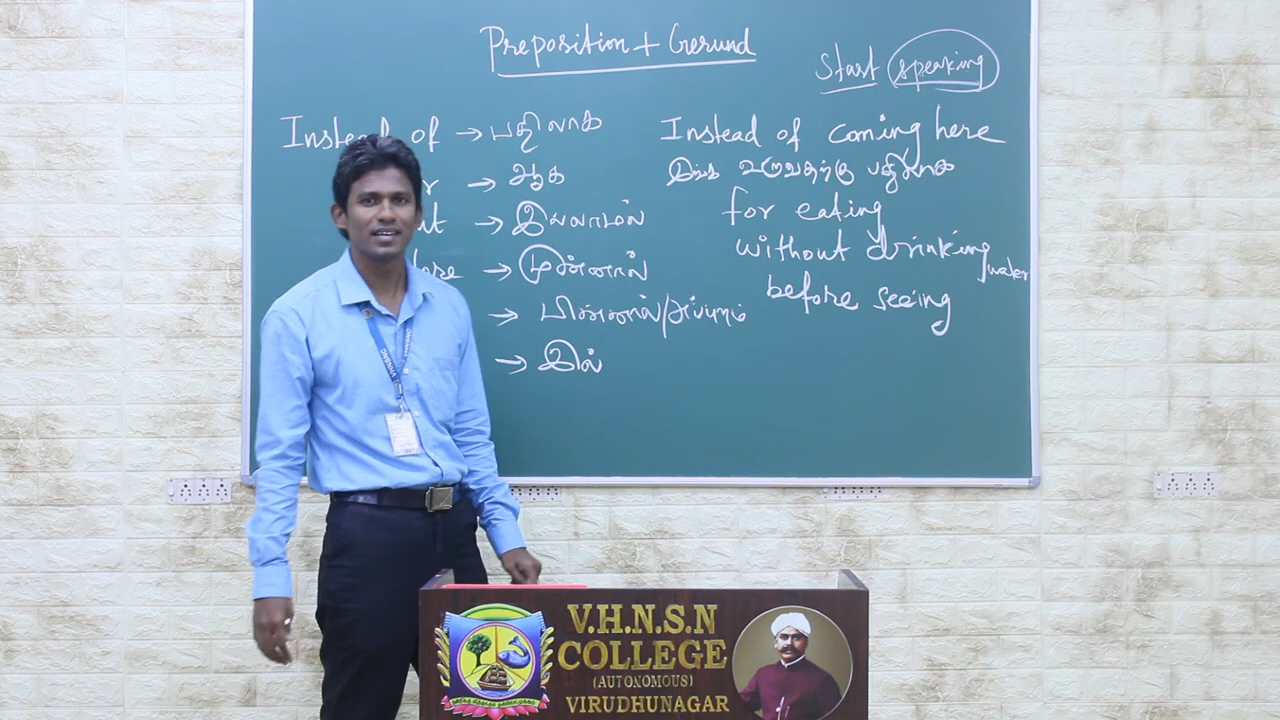 Preposition + Gerund
Start speaking
Instead of → பதிலாக
→ ஆக
→ இல்லாமல்
→ முன்னால்
→ பின்னால்/அப்புறம்
→ இல்
Instead of coming here
இங்க வருவதற்கு பதிலாக
for eating
without drinking water
before seeing
VHNSNC
V.H.N.S.N
COLLEGE
(AUTONOMOUS)
VIRUDHUNAGAR